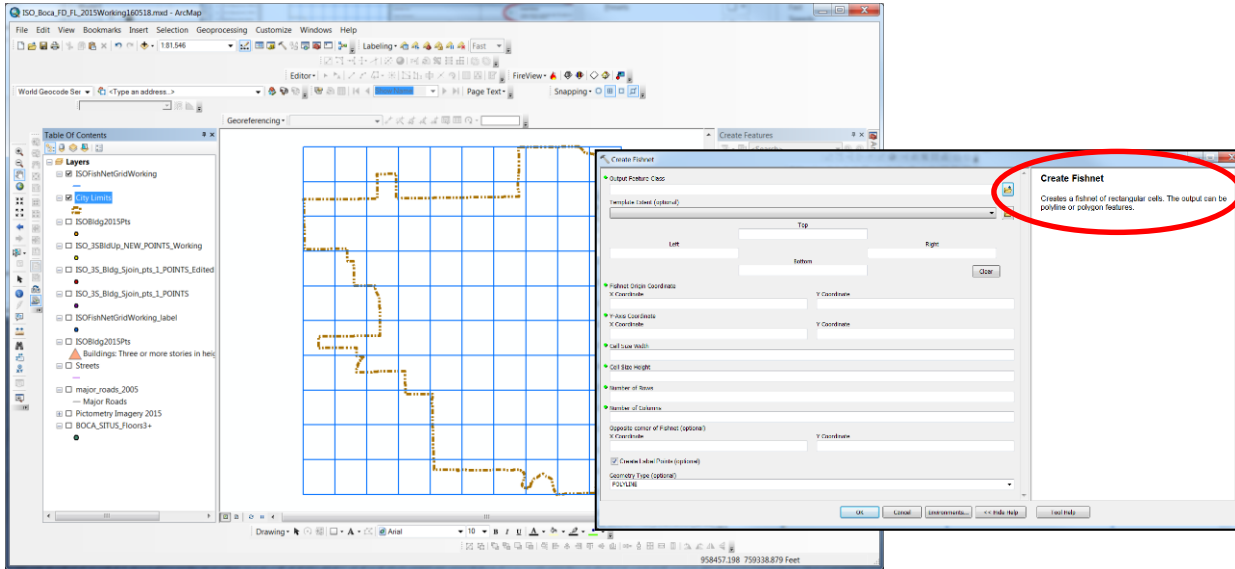 ISO_Boca_FD_FL_2015Working160518.mxd - ArcMap
File Edit View Bookmarks Insert Selection Geoprocessing Customize Windows Help
1:81,546 Labeling Fast
Editor FireView
World Geocode Ser <Type an address...> Page Text Snapping
Georeferencing
Table Of Contents
Layers
ISOFishNetGridWorking
City Limits
ISOBldg2015Pts
ISO_3SBldUp_NEW_POINTS_Working
ISO_3S_Bldg_Sjoin_pts_1_POINTS_Edited
ISO_3S_Bldg_Sjoin_pts_1_POINTS
ISOFishNetGridWorking_label
ISOBldg2015Pts
Buildings: Three or more stories in heig
Streets
major_roads_2005
Major Roads
Pictometry Imagery 2015
BOCA_SITUS_Floors3+
Create Features
Create Fishnet
Output Feature Class
Template Extent (optional)
Top
Left Right
Bottom
Clear
Fishnet Origin Coordinate
X Coordinate Y Coordinate
Y-Axis Coordinate
X Coordinate Y Coordinate
Cell Size Width
Cell Size Height
Number of Rows
Number of Columns
Opposite corner of Fishnet (optional)
X Coordinate Y Coordinate
Create Label Points (optional)
Geometry Type (optional)
POLYLINE
OK Cancel Environments... << Hide Help Tool Help
Create Fishnet
Creates a fishnet of rectangular cells. The output can be
polyline or polygon features.
Drawing A Arial 10 B I U A
958457.198 759338.879 Feet